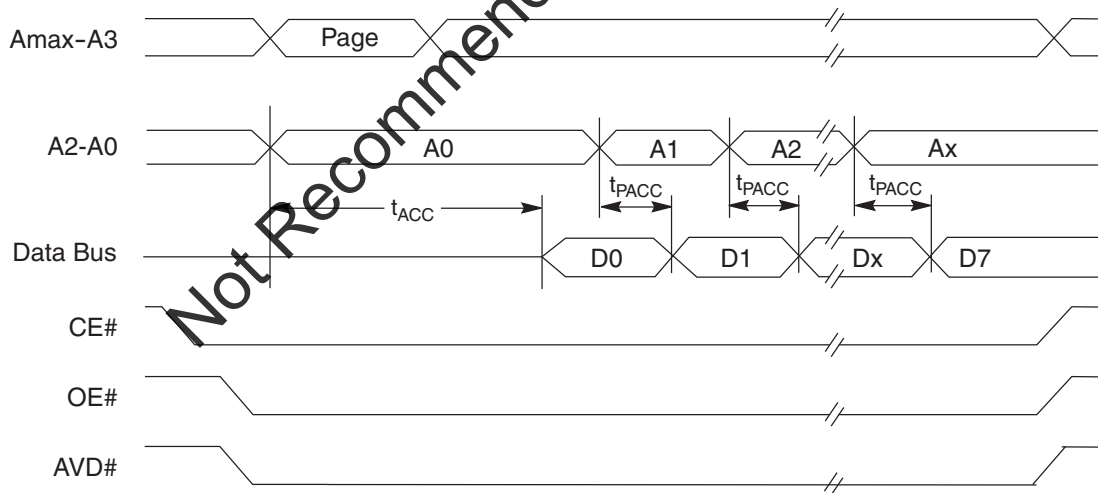 Amax-A3
Page
A2-A0
A0
A1
A2
Ax
tACC
tPACC
tPACC
tPACC
Data Bus
D0
D1
Dx
D7
CE#
OE#
AVD#
Not